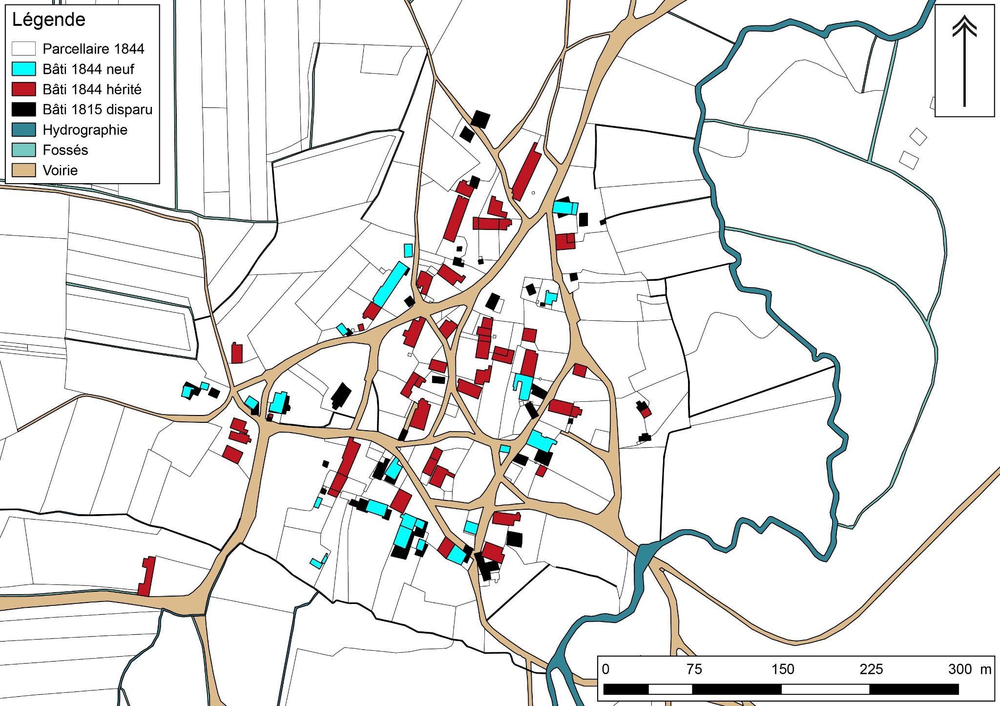 Légende
Parcellaire 1844
Bâti 1844 neuf
Bâti 1844 hérité
Bâti 1815 disparu
Hydrographie
Fossés
Voirie
0 75 150 225 300 m